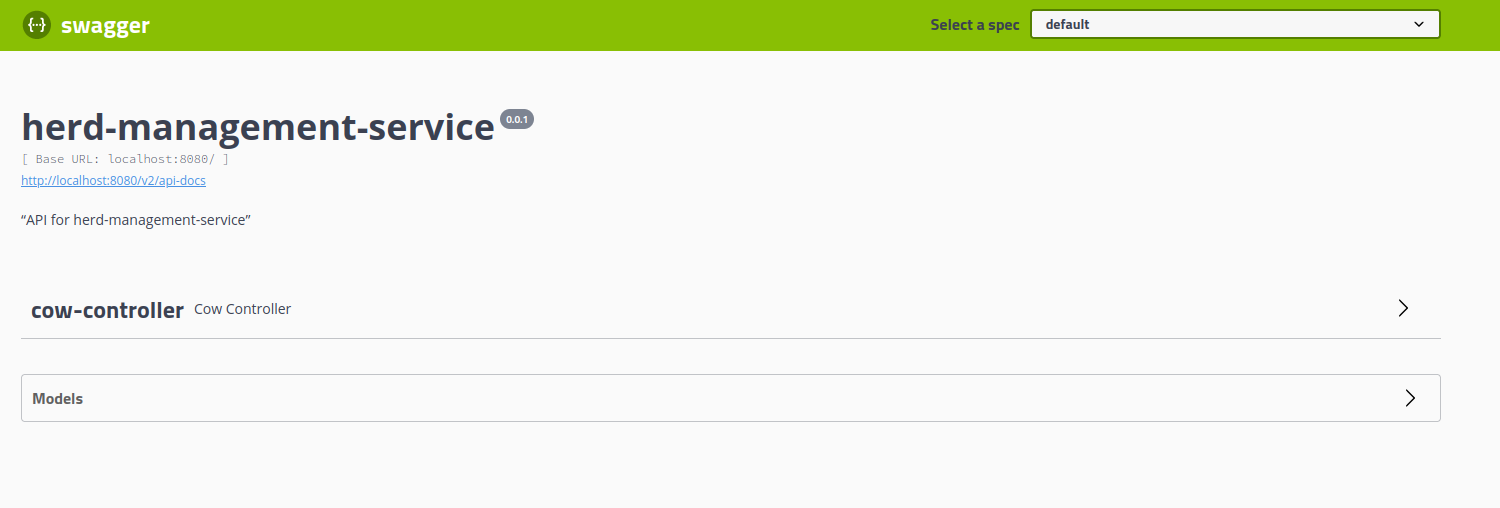 {···} swagger
Select a spec default
herd-management-service 0.0.1
[ Base URL: localhost:8080/ ]
http://localhost:8080/v2/api-docs
“API for herd-management-service”
cow-controller Cow Controller
Models